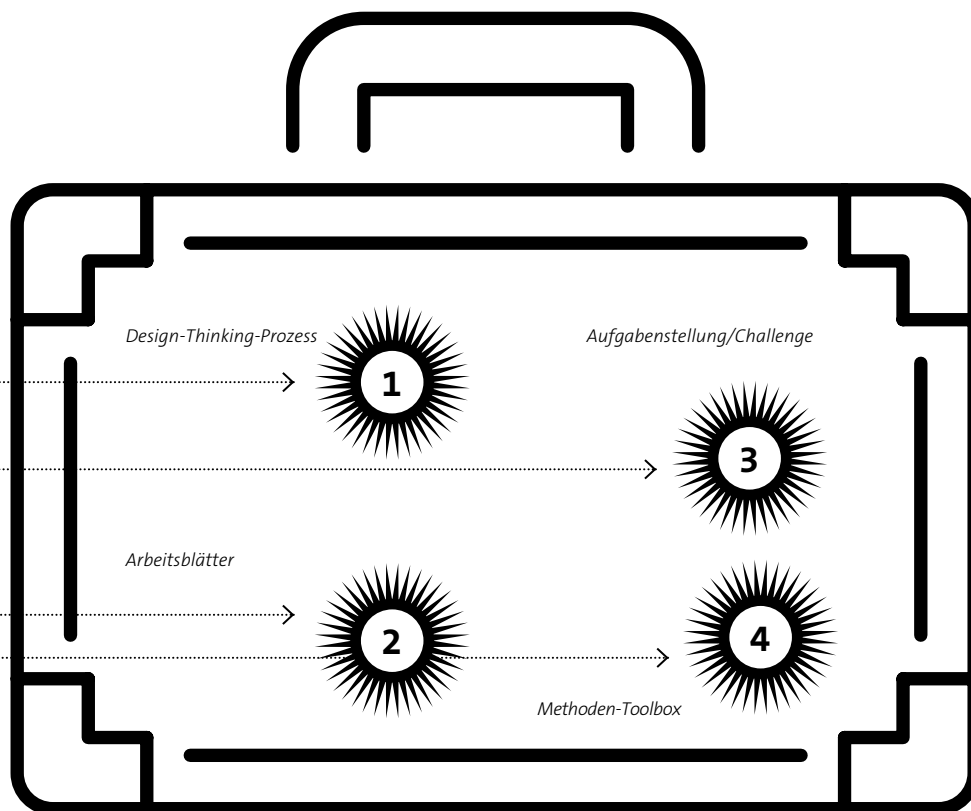 Design-Thinking-Prozess
1
Aufgabenstellung/Challenge
3
Arbeitsblätter
2
4
Methoden-Toolbox